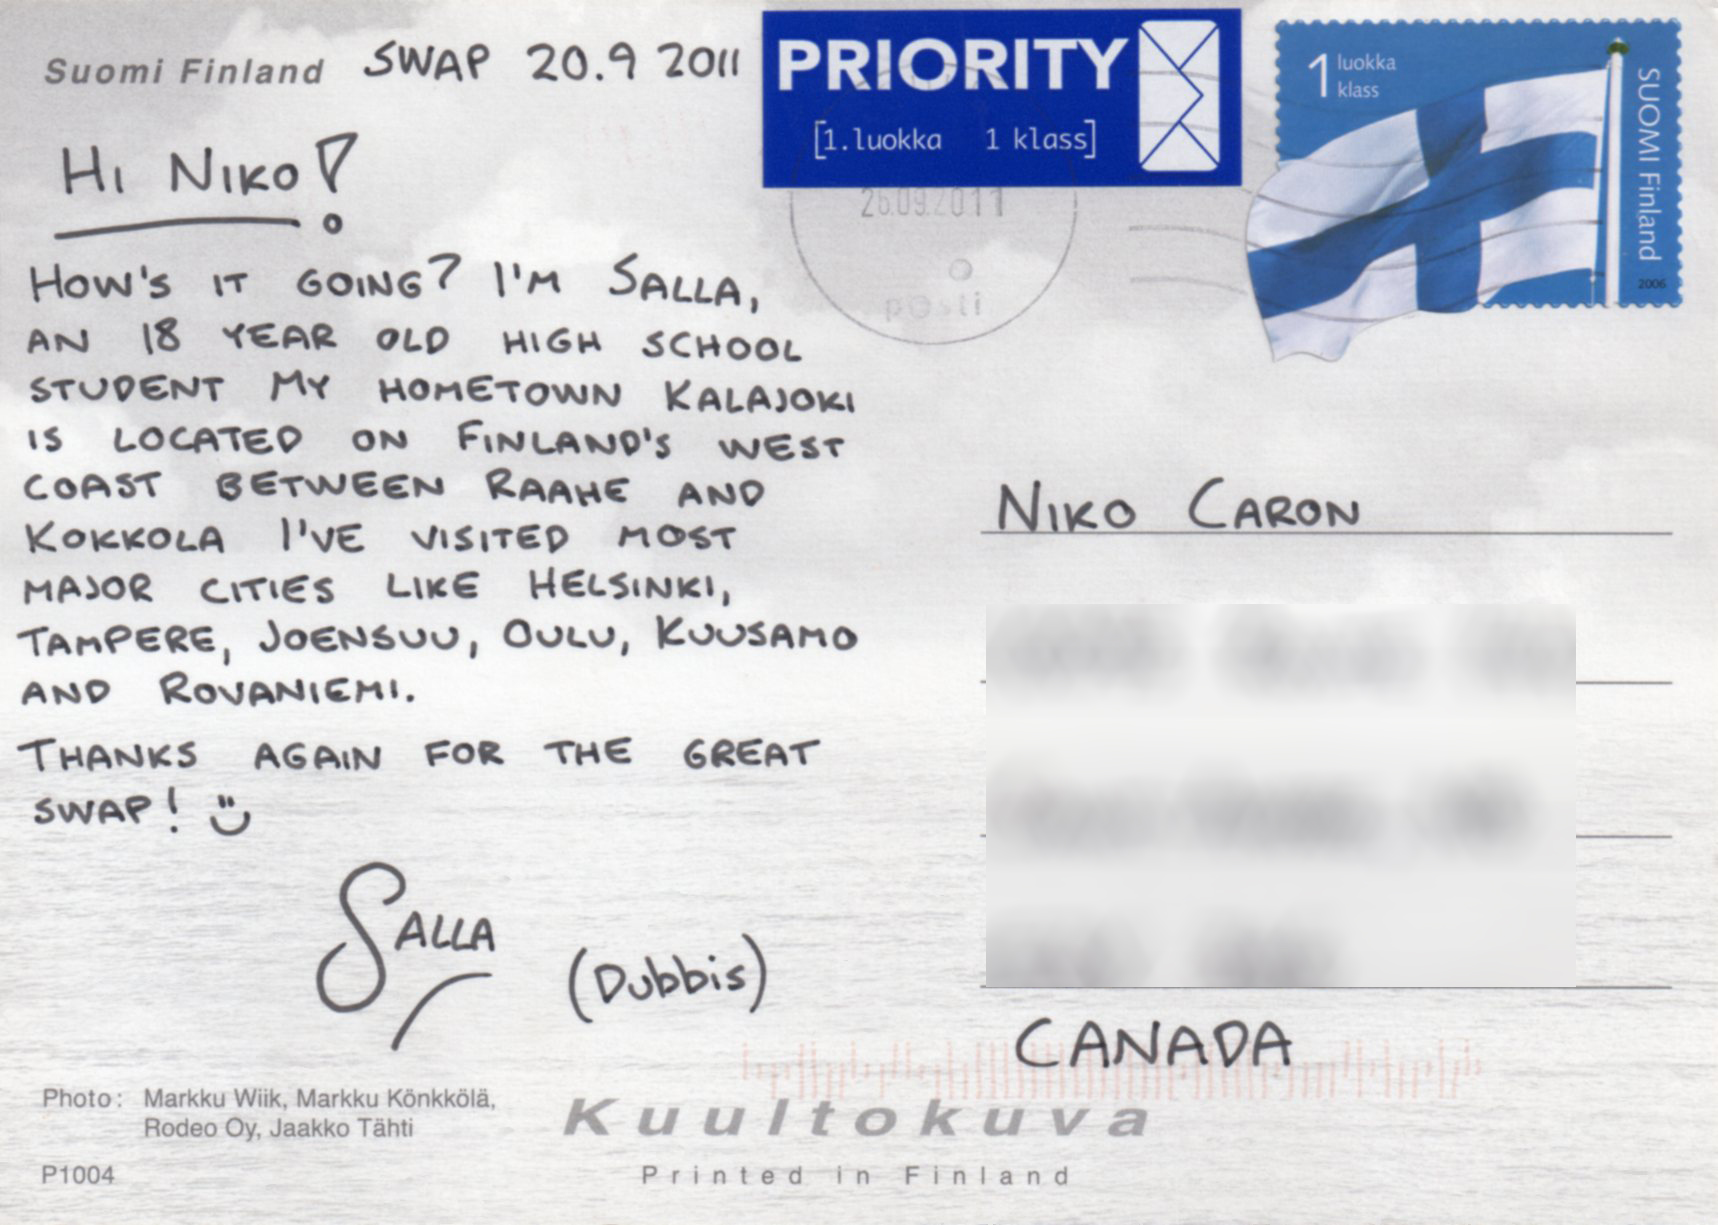 Suomi Finland SWAP 20.9 2011
PRIORITY
[1.luokka 1 klass]
1 luokka
klass
SUOMI Finland
2006
26.09.2011
posti
HI NIKO!
HOW'S IT GOING? I'M SALLA,
AN 18 YEAR OLD HIGH SCHOOL
STUDENT MY HOMETOWN KALAJOKI
IS LOCATED ON FINLAND'S WEST
COAST BETWEEN RAAHE AND
KOKKOLA I'VE VISITED MOST
MAJOR CITIES LIKE HELSINKI,
TAMPERE, JOENSUU, OULU, KUUSAMO
AND ROVANIEMI.
THANKS AGAIN FOR THE GREAT
SWAP! ü
SALLA
(Dubbis)
NIKO CARON
CANADA
Photo: Markku Wiik, Markku Könkkölä,
Rodeo Oy, Jaakko Tähti
P1004
Kuultokuva
Printed in Finland